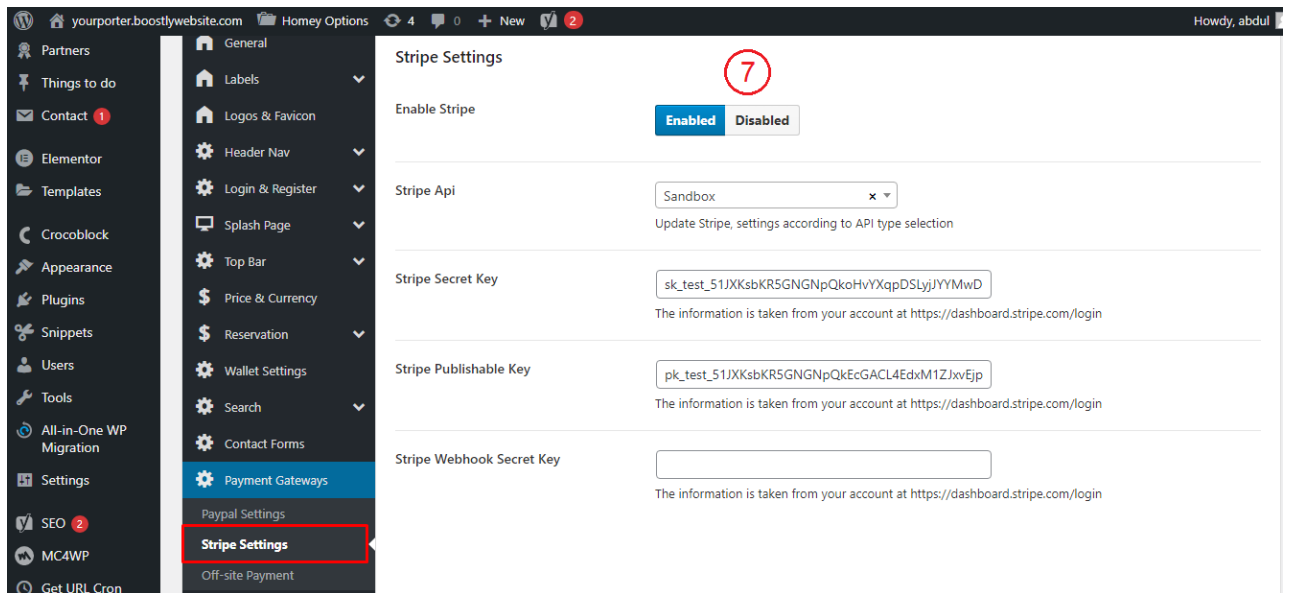 yourporter.boostlywebsite.com Homey Options 4 0 New 2 Howdy, abdul
Partners
Things to do
Contact 1
Elementor
Templates
Crocoblock
Appearance
Plugins
Snippets
Users
Tools
All-in-One WP
Migration
Settings
SEO 2
MC4WP
Get URL Cron
General
Labels
Logos & Favicon
Header Nav
Login & Register
Splash Page
Top Bar
Price & Currency
Reservation
Wallet Settings
Search
Contact Forms
Payment Gateways
Paypal Settings
Stripe Settings
Off-site Payment
Stripe Settings
7
Enable Stripe
Enabled Disabled
Stripe Api
Sandbox × 
Update Stripe, settings according to API type selection
Stripe Secret Key
sk_test_51JXKsbKR5GNGNpQkoHvYXqpDSLyjJYYMwD
The information is taken from your account at https://dashboard.stripe.com/login
Stripe Publishable Key
pk_test_51JXKsbKR5GNGNpQkEcGACL4EdxM1ZJxvEjp
The information is taken from your account at https://dashboard.stripe.com/login
Stripe Webhook Secret Key
The information is taken from your account at https://dashboard.stripe.com/login